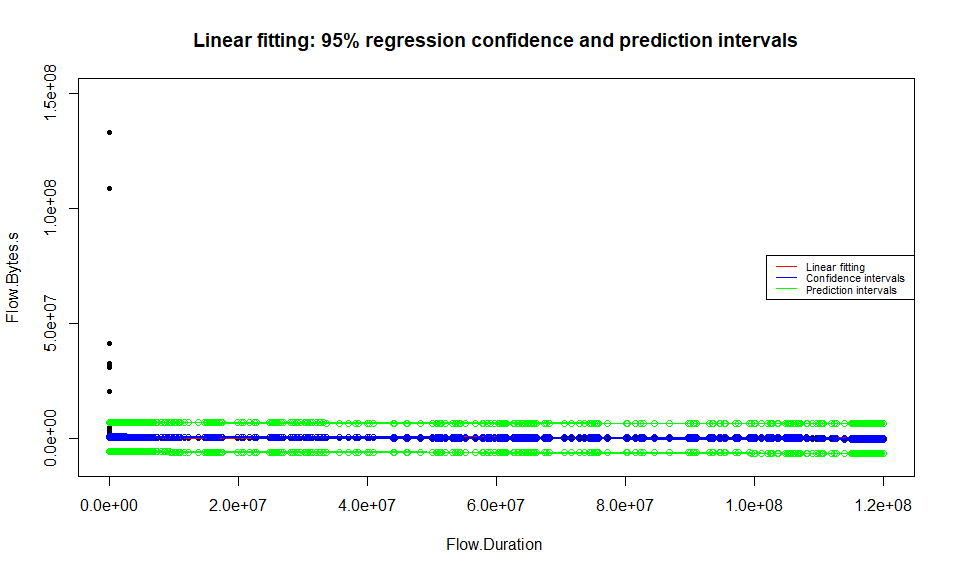 Linear fitting: 95% regression confidence and prediction intervals
1.5e+08
1.0e+08
5.0e+07
0.0e+00
Flow.Bytes.s
Linear fitting
Confidence intervals
Prediction intervals
0.0e+00 2.0e+07 4.0e+07 6.0e+07 8.0e+07 1.0e+08 1.2e+08
Flow.Duration